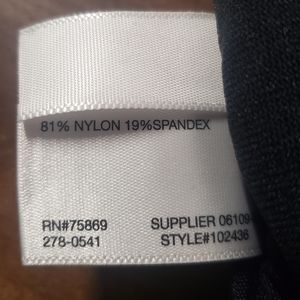 81% NYLON 19%SPANDEX
RN#75869 SUPPLIER 06109
278-0541 STYLE#102436